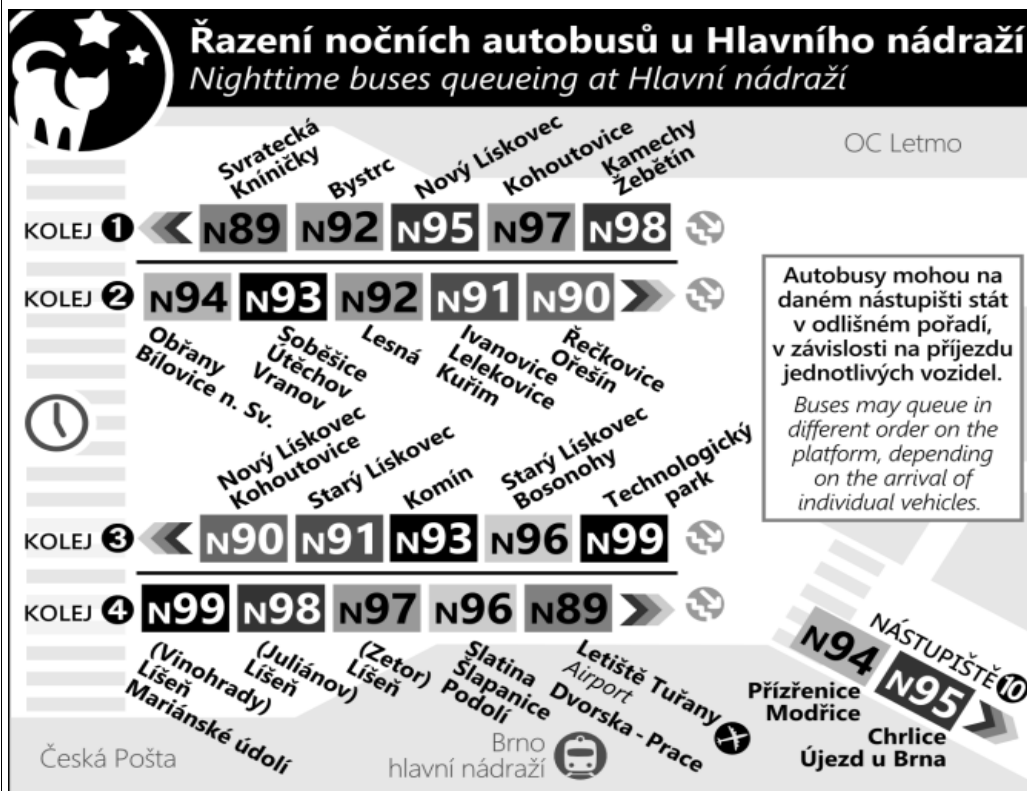 Řazení nočních autobusů u Hlavního nádraží
Nighttime buses queueing at Hlavní nádraží
OC Letmo
Svratecká
Kníničky
Bystrc
Nový Lískovec
Kohoutovice
Kamechy
Žebětín
KOLEJ 1 N89 N92 N95 N97 N98
KOLEJ 2 N94 N93 N92 N91 N90
Obřany
Bílovice n. Sv.
Soběšice
Útěchov
Vranov
Lesná
Ivanovice
Lelekovice
Kuřim
Řečkovice
Ořešín
Autobusy mohou na
daném nástupišti stát
v odlišném pořadí,
v závislosti na příjezdu
jednotlivých vozidel.
Buses may queue in
different order on the
platform, depending
on the arrival of
individual vehicles.
Nový Lískovec
Kohoutovice
Starý Lískovec
Komín
Starý Lískovec
Bosonohy
Technologický
park
KOLEJ 3 N90 N91 N93 N96 N99
KOLEJ 4 N99 N98 N97 N96 N89
(Vinohrady)
Líšeň
Mariánské údolí
(Juliánov)
Líšeň
(Zetor)
Líšeň
Slatina
Šlapanice
Podolí
Letiště Tuřany
Airport
Dvorska - Prace
NÁSTUPIŠTĚ 10
N94 N95
Přízřenice
Modřice
Chrlice
Újezd u Brna
Česká Pošta
Brno
hlavní nádraží